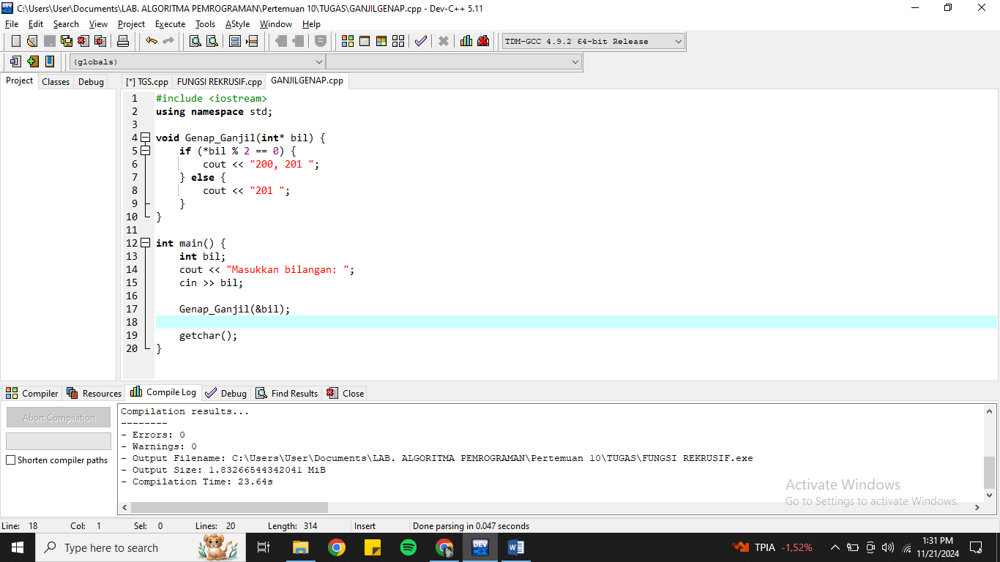 C:\Users\User\Documents\LAB. ALGORITMA PEMROGRAMAN\Pertemuan 10\TUGAS\GANJILGENAP.cpp - Dev-C++ 5.11
File Edit Search View Project Execute Tools AStyle Window Help
TDM-GCC 4.9.2 64-bit Release
(globals)
Project Classes Debug [*] TGS.cpp FUNGSI REKRUSIF.cpp GANJILGENAP.cpp
1 #include <iostream>
2 using namespace std;
3
4 void Genap_Ganjil(int* bil) {
5 if (*bil % 2 == 0) {
6 cout << "200, 201 ";
7 } else {
8 cout << "201 ";
9 }
10 }
11
12 int main() {
13 int bil;
14 cout << "Masukkan bilangan: ";
15 cin >> bil;
16
17 Genap_Ganjil(&bil);
18
19 getchar();
20 }
Compiler Resources Compile Log Debug Find Results Close
Abort Compilation
Shorten compiler paths
Compilation results...
--------
- Errors: 0
- Warnings: 0
- Output Filename: C:\Users\User\Documents\LAB. ALGORITMA PEMROGRAMAN\Pertemuan 10\TUGAS\FUNGSI REKRUSIF.exe
- Output Size: 1.83266544342041 MiB
- Compilation Time: 23.64s
Activate Windows
Go to Settings to activate Windows.
Line: 18 Col: 1 Sel: 0 Lines: 20 Length: 314 Insert Done parsing in 0.047 seconds
Type here to search
DEV
TPIA -1,52%
1:31 PM
11/21/2024